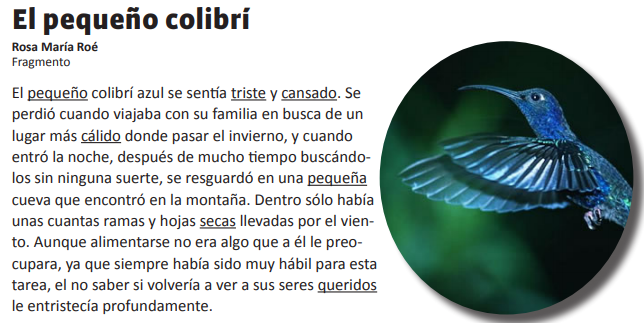 El pequeño colibrí
Rosa María Roé
Fragmento
El pequeño colibrí azul se sentía triste y cansado. Se
perdió cuando viajaba con su familia en busca de un
lugar más cálido donde pasar el invierno, y cuando
entró la noche, después de mucho tiempo buscándo-
los sin ninguna suerte, se resguardó en una pequeña
cueva que encontró en la montaña. Dentro sólo había
unas cuantas ramas y hojas secas llevadas por el vien-
to. Aunque alimentarse no era algo que a él le preo-
cupara, ya que siempre había sido muy hábil para esta
tarea, el no saber si volvería a ver a sus seres queridos
le entristecía profundamente.